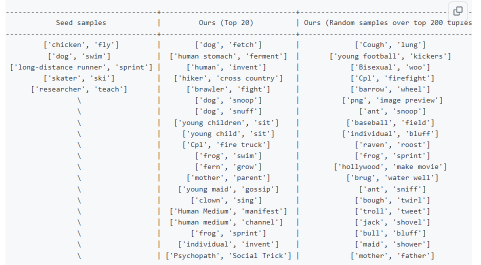 -----------------------------------+-----------------------------------+------------------------------------------
Seed samples | Ours (Top 20) | Ours (Random samples over top 200 tuples
-----------------------------------+-----------------------------------+------------------------------------------
['chicken', 'fly'] | ['dog', 'fetch'] | ['Cough', 'lung']
['dog', 'swim'] | ['human stomach', 'ferment'] | ['young football', 'kickers']
['long-distance runner', 'sprint'] | ['human', 'invent'] | ['Bisexual', 'woo']
['skater', 'ski'] | ['hiker', 'cross country'] | ['Cpl', 'firefight']
['researcher', 'teach'] | ['brawler', 'fight'] | ['barrow', 'wheel']
\ | ['dog', 'snoop'] | ['png', 'image preview']
\ | ['dog', 'snuff'] | ['ant', 'snoop']
\ | ['young children', 'sit'] | ['baseball', 'field']
\ | ['young child', 'sit'] | ['individual', 'bluff']
\ | ['Cpl', 'fire truck'] | ['raven', 'roost']
\ | ['frog', 'swim'] | ['frog', 'sprint']
\ | ['fern', 'grow'] | ['hollywood', 'make movie']
\ | ['mother', 'parent'] | ['brug', 'water well']
\ | ['young maid', 'gossip'] | ['ant', 'sniff']
\ | ['clown', 'sing'] | ['bough', 'twirl']
\ | ['Human Medium', 'manifest'] | ['troll', 'tweet']
\ | ['human medium', 'channel'] | ['jack', 'shovel']
\ | ['frog', 'sprint'] | ['bull', 'bluff']
\ | ['individual', 'invent'] | ['maid', 'shower']
\ | ['Psychopath', 'Social Trick'] | ['mother', 'father']